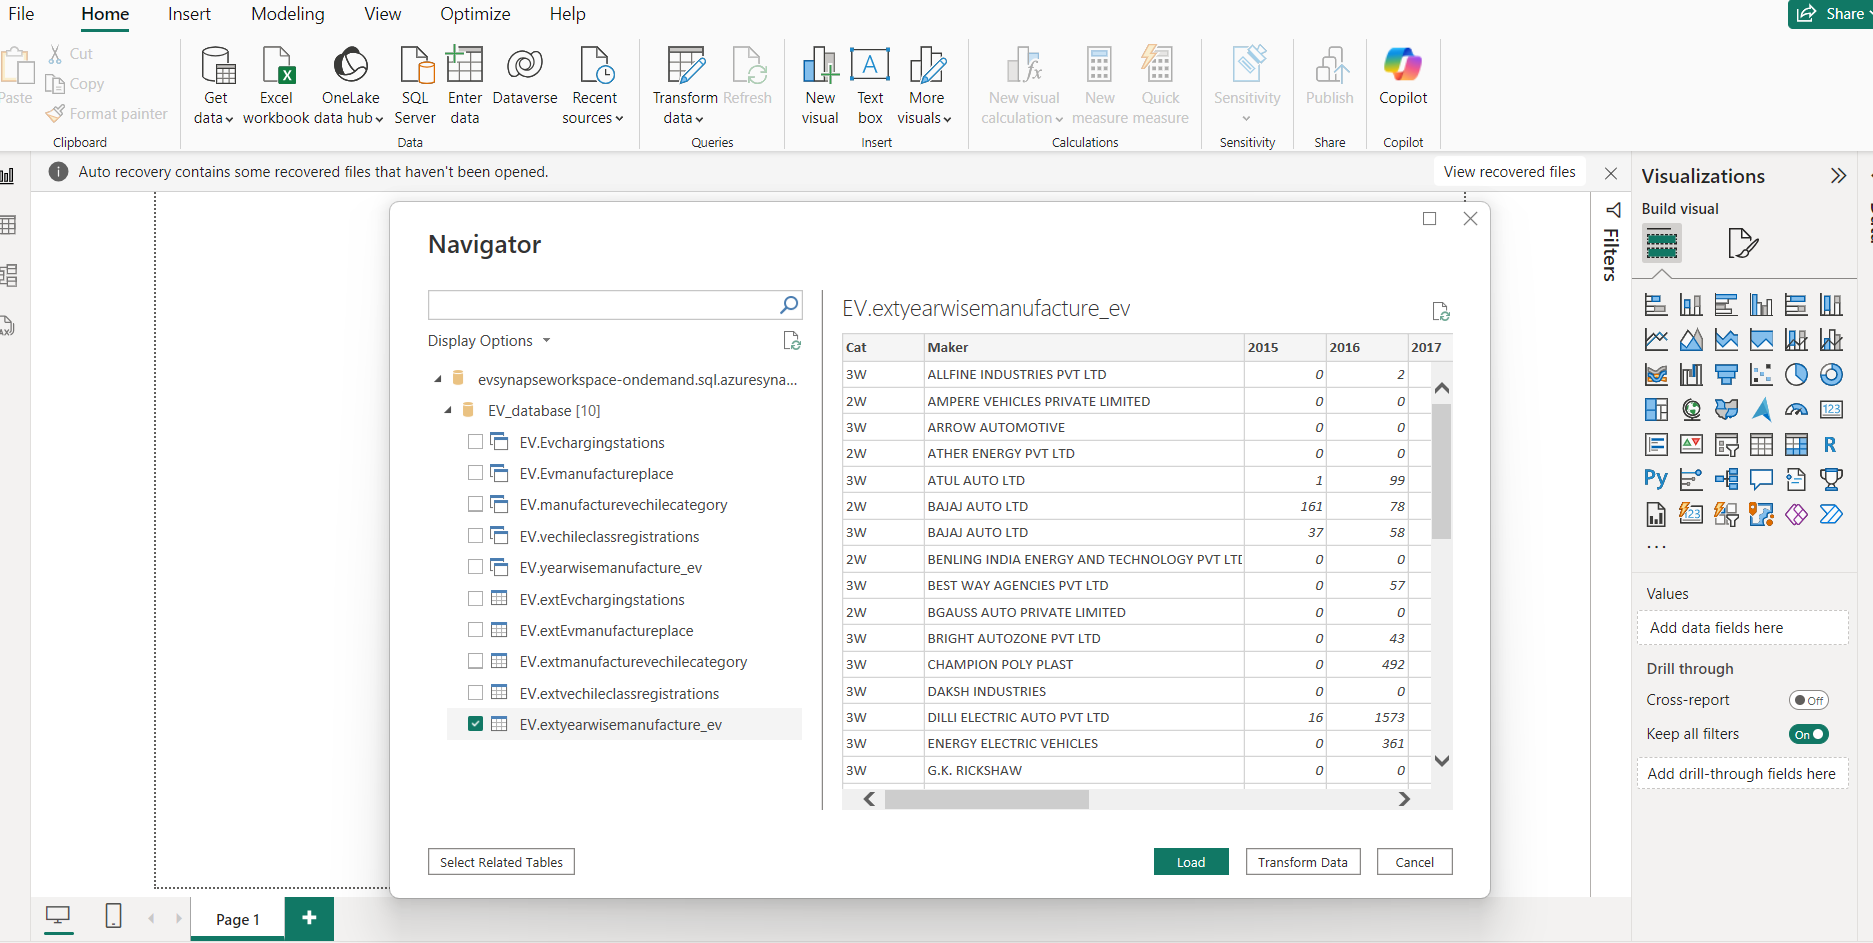 File Home Insert Modeling View Optimize Help Share
Paste
Cut
Copy
Format painter
Clipboard
Get data
Excel workbook
OneLake data hub
SQL Server
Enter data
Dataverse
Recent sources
Data
Transform data
Refresh
Queries
New visual
Text box
More visuals
Insert
New visual calculation
New measure
Quick measure
Calculations
Sensitivity
Sensitivity
Publish
Share
Copilot
Copilot
Auto recovery contains some recovered files that haven't been opened.
View recovered files
Navigator
Display Options
evsynapseworkspace-ondemand.sql.azuresyna...
EV_database [10]
EV.Evchargingstations
EV.Evmanufactureplace
EV.manufacturevechilecategory
EV.vechileclassregistrations
EV.yearwisemanufacture_ev
EV.extEvchargingstations
EV.extEvmanufactureplace
EV.extmanufacturevechilecategory
EV.extvechileclassregistrations
EV.extyearwisemanufacture_ev
Select Related Tables
EV.extyearwisemanufacture_ev
Cat Maker 2015 2016 2017
3W ALLFINE INDUSTRIES PVT LTD 0 2
2W AMPERE VEHICLES PRIVATE LIMITED 0 0
3W ARROW AUTOMOTIVE 0 0
2W ATHER ENERGY PVT LTD 0 0
3W ATUL AUTO LTD 1 99
2W BAJAJ AUTO LTD 161 78
3W BAJAJ AUTO LTD 37 58
2W BENLING INDIA ENERGY AND TECHNOLOGY PVT LTD 0 0
3W BEST WAY AGENCIES PVT LTD 0 57
2W BGAUSS AUTO PRIVATE LIMITED 0 0
3W BRIGHT AUTOZONE PVT LTD 0 43
3W CHAMPION POLY PLAST 0 492
3W DAKSH INDUSTRIES 0 0
3W DILLI ELECTRIC AUTO PVT LTD 16 1573
3W ENERGY ELECTRIC VEHICLES 0 361
3W G.K. RICKSHAW 0 0
Load Transform Data Cancel
Filters
Visualizations
Build visual
123
R
Py
123
...
Values
Add data fields here
Drill through
Cross-report Off
Keep all filters On
Add drill-through fields here
Page 1